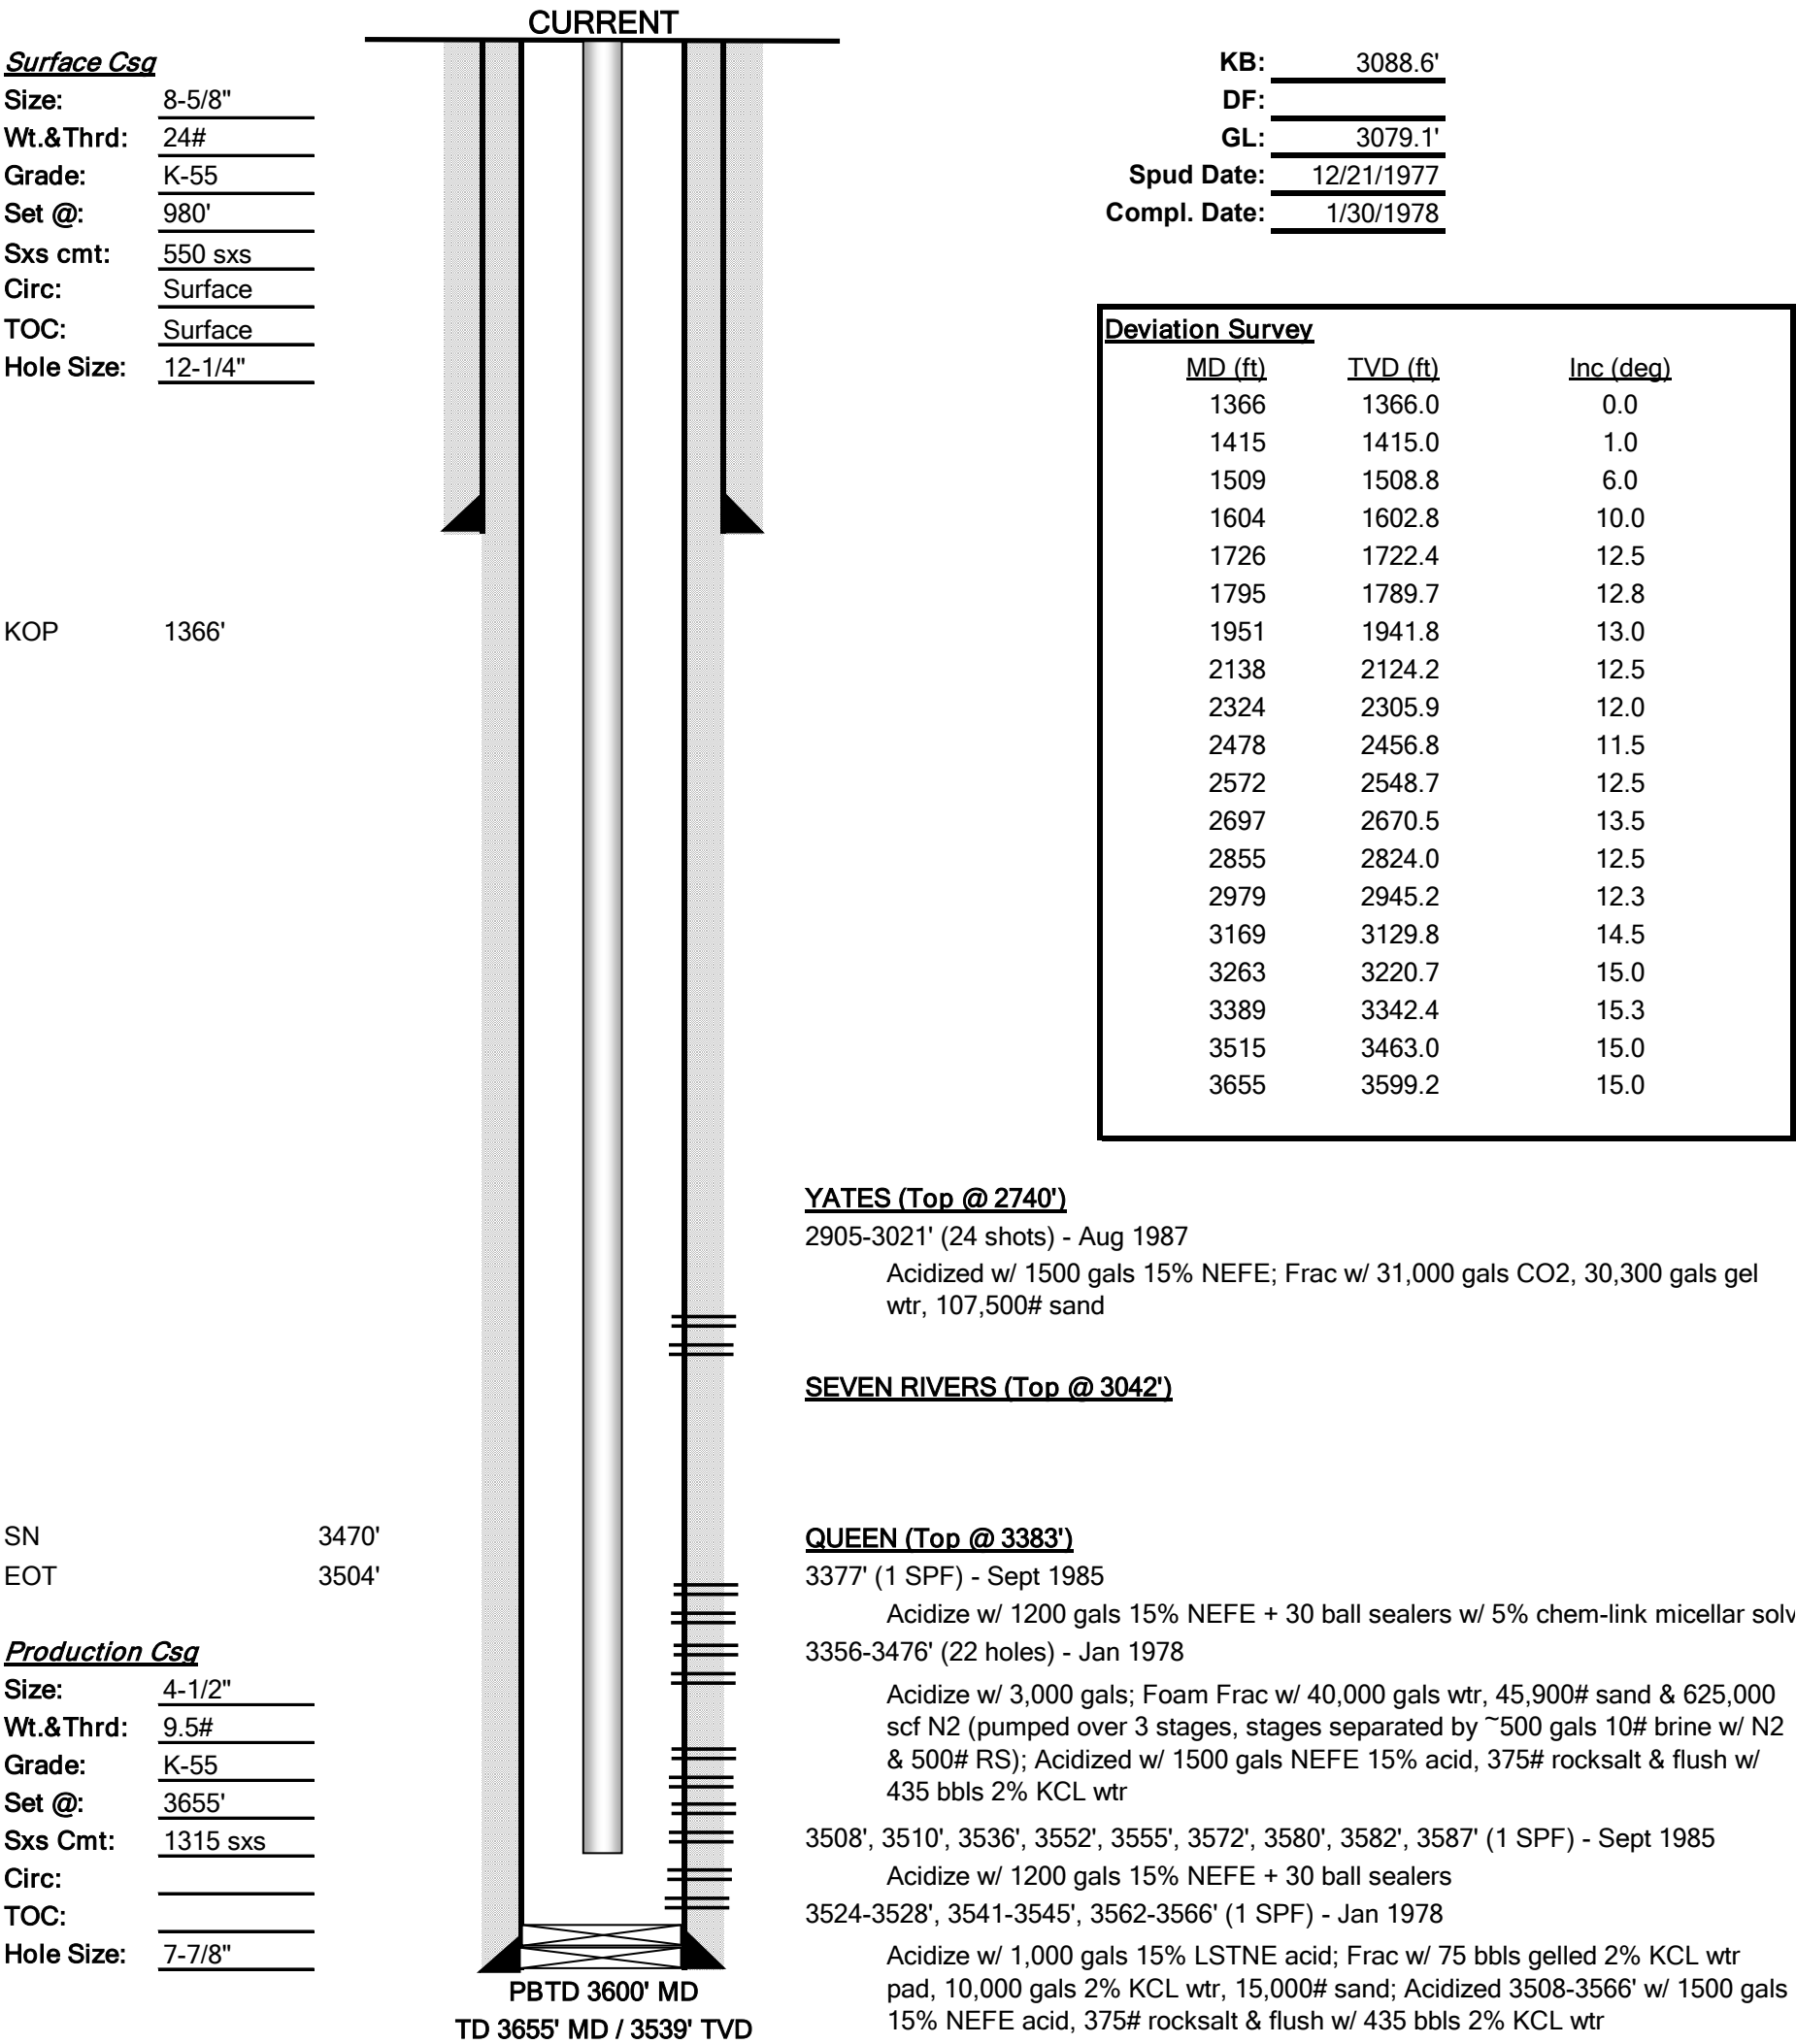 CURRENT
Surface Csg
Size: 8-5/8"
Wt.&Thrd: 24#
Grade: K-55
Set @: 980'
Sxs cmt: 550 sxs
Circ: Surface
TOC: Surface
Hole Size: 12-1/4"
KB: 3088.6'
DF:
GL: 3079.1'
Spud Date: 12/21/1977
Compl. Date: 1/30/1978
Deviation Survey
MD (ft) TVD (ft) Inc (deg)
1366 1366.0 0.0
1415 1415.0 1.0
1509 1508.8 6.0
1604 1602.8 10.0
1726 1722.4 12.5
1795 1789.7 12.8
1951 1941.8 13.0
2138 2124.2 12.5
2324 2305.9 12.0
2478 2456.8 11.5
2572 2548.7 12.5
2697 2670.5 13.5
2855 2824.0 12.5
2979 2945.2 12.3
3169 3129.8 14.5
3263 3220.7 15.0
3389 3342.4 15.3
3515 3463.0 15.0
3655 3599.2 15.0
KOP 1366'
YATES (Top @ 2740')
2905-3021' (24 shots) - Aug 1987
Acidized w/ 1500 gals 15% NEFE; Frac w/ 31,000 gals CO2, 30,300 gals gel
wtr, 107,500# sand
SEVEN RIVERS (Top @ 3042')
SN 3470'
EOT 3504'
QUEEN (Top @ 3383')
3377' (1 SPF) - Sept 1985
Acidize w/ 1200 gals 15% NEFE + 30 ball sealers w/ 5% chem-link micellar solv
3356-3476' (22 holes) - Jan 1978
Acidize w/ 3,000 gals; Foam Frac w/ 40,000 gals wtr, 45,900# sand & 625,000
scf N2 (pumped over 3 stages, stages separated by ~500 gals 10# brine w/ N2
& 500# RS); Acidized w/ 1500 gals NEFE 15% acid, 375# rocksalt & flush w/
435 bbls 2% KCL wtr
3508', 3510', 3536', 3552', 3555', 3572', 3580', 3582', 3587' (1 SPF) - Sept 1985
Acidize w/ 1200 gals 15% NEFE + 30 ball sealers
3524-3528', 3541-3545', 3562-3566' (1 SPF) - Jan 1978
Acidize w/ 1,000 gals 15% LSTNE acid; Frac w/ 75 bbls gelled 2% KCL wtr
pad, 10,000 gals 2% KCL wtr, 15,000# sand; Acidized 3508-3566' w/ 1500 gals
15% NEFE acid, 375# rocksalt & flush w/ 435 bbls 2% KCL wtr
Production Csg
Size: 4-1/2"
Wt.&Thrd: 9.5#
Grade: K-55
Set @: 3655'
Sxs Cmt: 1315 sxs
Circ:
TOC:
Hole Size: 7-7/8"
PBTD 3600' MD
TD 3655' MD / 3539' TVD